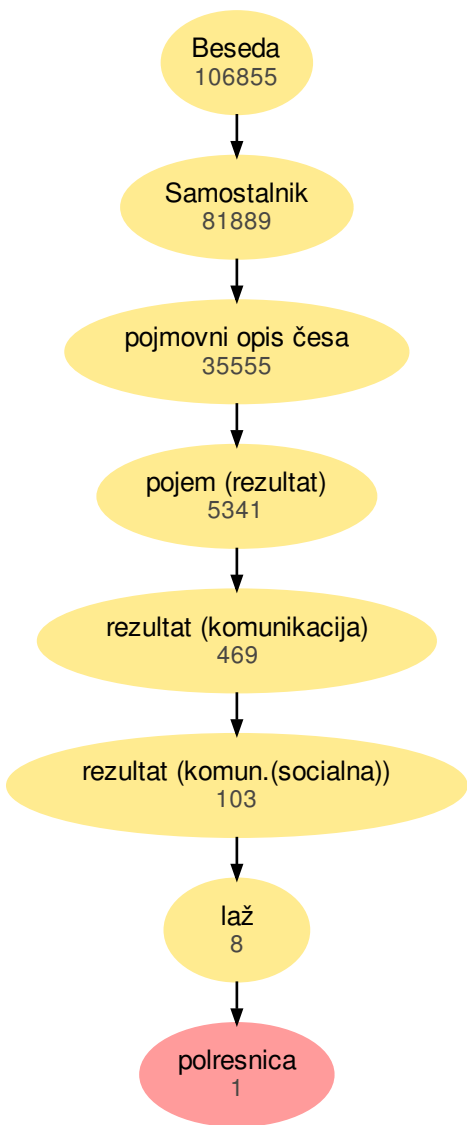 Beseda
106855
Samostalnik
81889
pojmovni opis česa
35555
pojem (rezultat)
5341
rezultat (komunikacija)
469
rezultat (komun.(socialna))
103
laž
8
polresnica
1